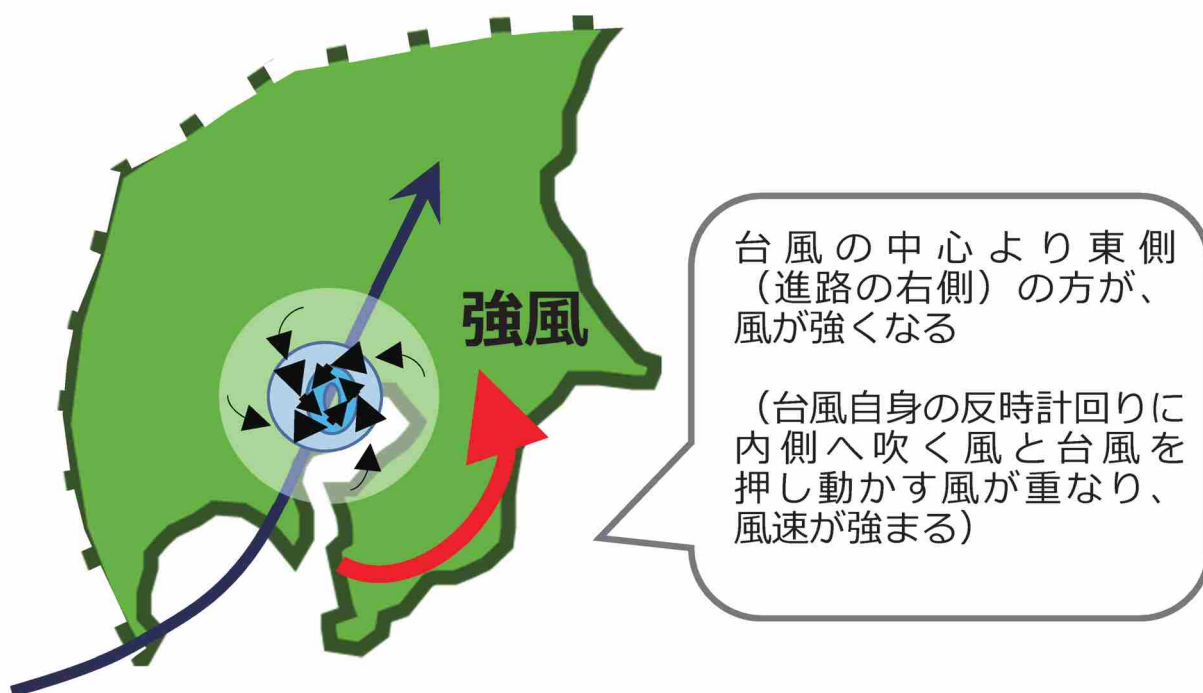 強風
台風の中心より東側
（進路の右側）の方が、
風が強くなる
（台風自身の反時計回りに
内側へ吹く風と台風を
押し動かす風が重なり、
風速が強まる）